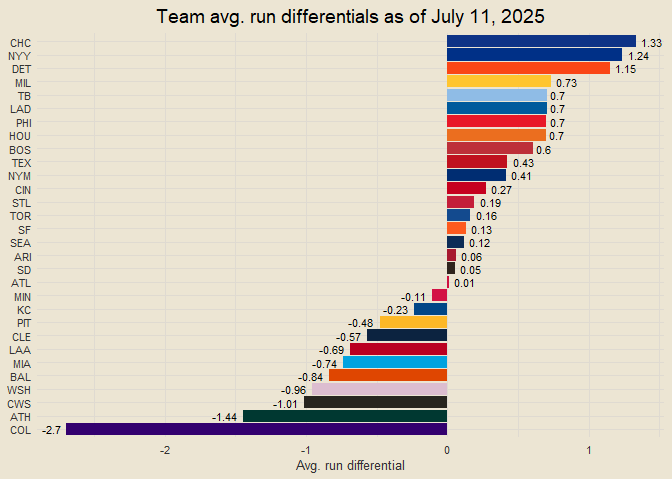 Team avg. run differentials as of July 11, 2025
CHC 1.33
NYY 1.24
DET 1.15
MIL 0.73
TB 0.7
LAD 0.7
PHI 0.7
HOU 0.7
BOS 0.6
TEX 0.43
NYM 0.41
CIN 0.27
STL 0.19
TOR 0.16
SF 0.13
SEA 0.12
ARI 0.06
SD 0.05
ATL 0.01
MIN -0.11
KC -0.23
PIT -0.48
CLE -0.57
LAA -0.69
MIA -0.74
BAL -0.84
WSH -0.96
CWS -1.01
ATH -1.44
COL -2.7
-2 -1 0 1
Avg. run differential